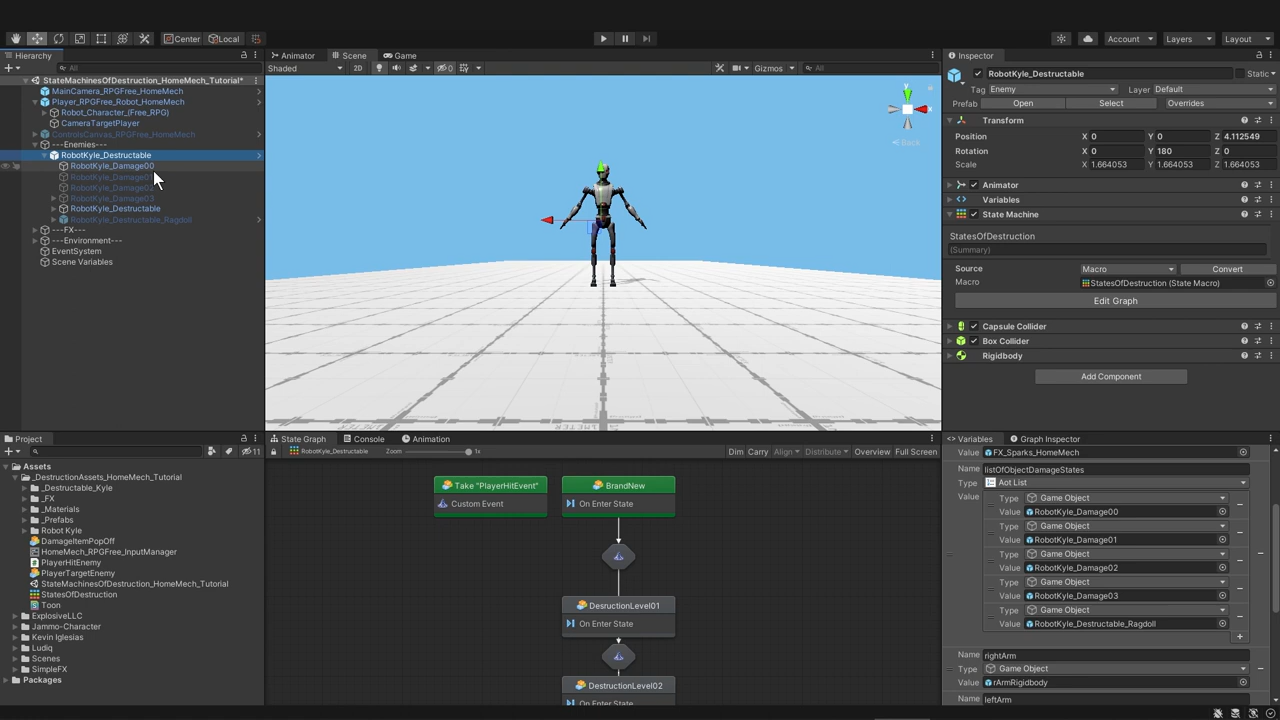 Center
Local
Account
Layers
Layout
Hierarchy
All
StateMachinesOfDestruction_HomeMech_Tutorial*
MainCamera_RPGFree_HomeMech
Player_RPGFree_Robot_HomeMech
Robot_Character_(Free_RPG)
CameraTargetPlayer
ControlsCanvas_RPGFree_HomeMech
---Enemies---
RobotKyle_Destructable
RobotKyle_Damage00
RobotKyle_Damage01
RobotKyle_Damage02
RobotKyle_Damage03
RobotKyle_Destructable
RobotKyle_Destructable_Ragdoll
---FX---
---Environment---
EventSystem
Scene Variables
Animator
Scene
Game
Shaded
2D
0
Gizmos
All
Back
Inspector
RobotKyle_Destructable
Static
Tag Enemy
Layer Default
Prefab
Open
Select
Overrides
Transform
Position X 0 Y 0 Z 4.112549
Rotation X 0 Y 180 Z 0
Scale X 1.664053 Y 1.664053 Z 1.664053
Animator
Variables
State Machine
StatesOfDestruction
(Summary)
Source Macro Convert
Macro StatesOfDestruction (State Macro)
Edit Graph
Capsule Collider
Box Collider
Rigidbody
Add Component
Project
11
Assets
_DestructionAssets_HomeMech_Tutorial
_Destructable_Kyle
_FX
_Materials
_Prefabs
Robot Kyle
DamageItemPopOff
HomeMech_RPGFree_InputManager
PlayerHitEnemy
PlayerTargetEnemy
StateMachinesOfDestruction_HomeMech_Tutorial
StatesOfDestruction
Toon
ExplosiveLLC
Jammo-Character
Kevin Iglesias
Ludiq
Scenes
SimpleFX
Packages
State Graph
Console
Animation
RobotKyle_Destructable
Zoom 1x
Dim Carry Align Distribute Overview Full Screen
Take "PlayerHitEvent"
Custom Event
BrandNew
On Enter State
DesructionLevel01
On Enter State
DestructionLevel02
On Enter State
Variables
Graph Inspector
Value FX_Sparks_HomeMech
Name listOfObjectDamageStates
Type Aot List
Value
Type Game Object
Value RobotKyle_Damage00
Type Game Object
Value RobotKyle_Damage01
Type Game Object
Value RobotKyle_Damage02
Type Game Object
Value RobotKyle_Damage03
Type Game Object
Value RobotKyle_Destructable_Ragdoll
Name rightArm
Type Game Object
Value rArmRigidbody
Name leftArm